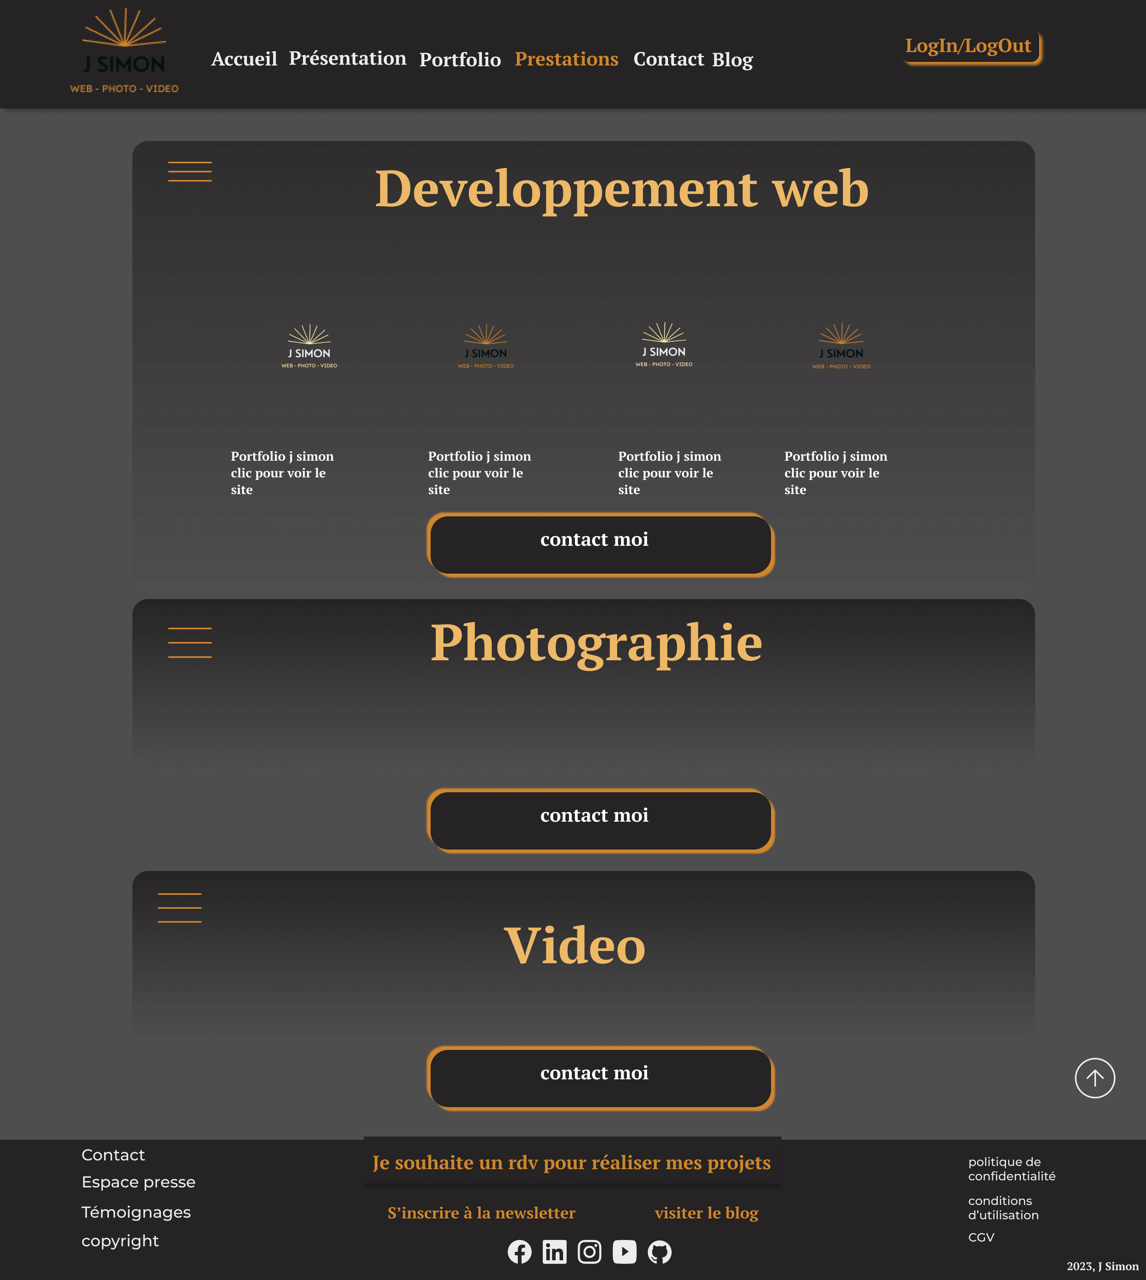 J SIMON
WEB - PHOTO - VIDEO
Accueil Présentation Portfolio Prestations Contact Blog
LogIn/LogOut
Developpement web
J SIMON
WEB - PHOTO - VIDEO
J SIMON
WEB - PHOTO - VIDEO
J SIMON
WEB - PHOTO - VIDEO
J SIMON
WEB - PHOTO - VIDEO
Portfolio j simon
clic pour voir le
site
Portfolio j simon
clic pour voir le
site
Portfolio j simon
clic pour voir le
site
Portfolio j simon
clic pour voir le
site
contact moi
Photographie
contact moi
Video
contact moi
Contact
Espace presse
Témoignages
copyright
Je souhaite un rdv pour réaliser mes projets
S’inscrire à la newsletter
visiter le blog
politique de
confidentialité
conditions
d’utilisation
CGV
2023, J Simon